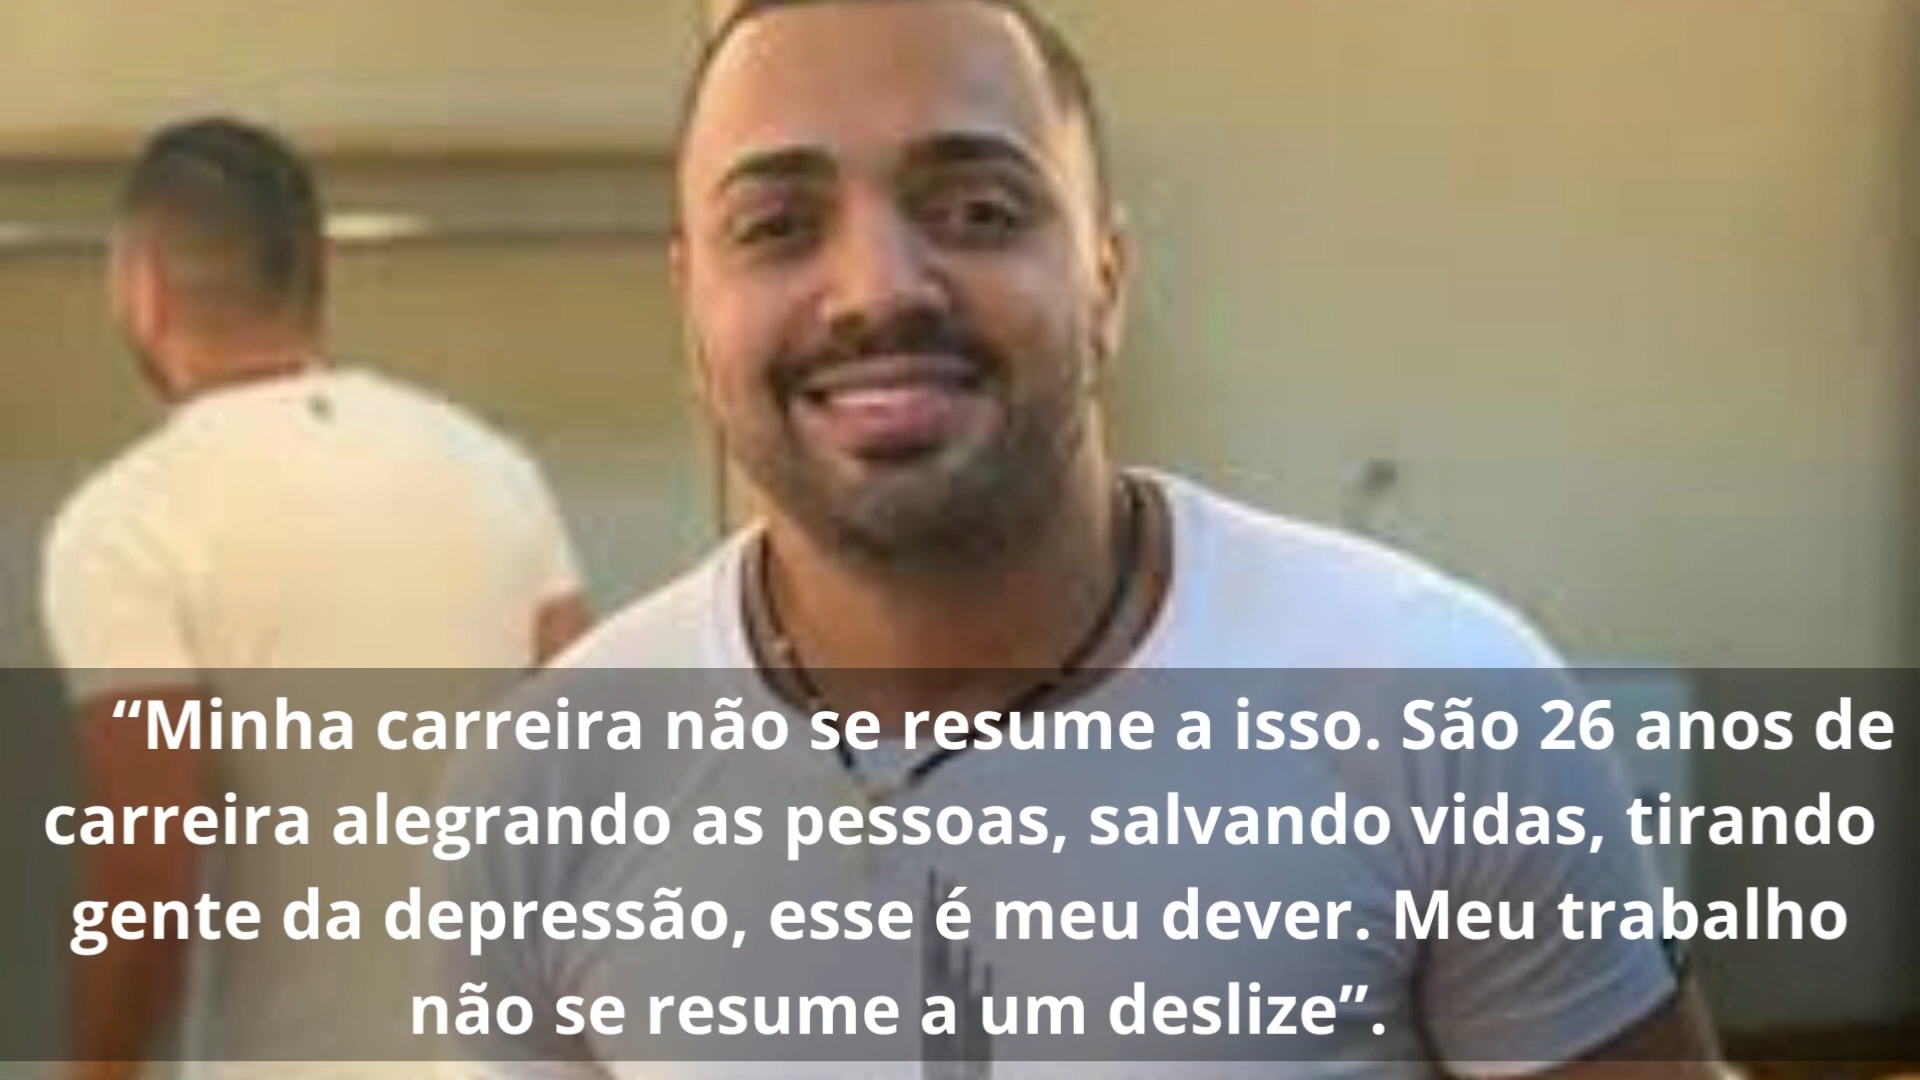 “Minha carreira não se resume a isso. São 26 anos de
carreira alegrando as pessoas, salvando vidas, tirando
gente da depressão, esse é meu dever. Meu trabalho
não se resume a um deslize”.